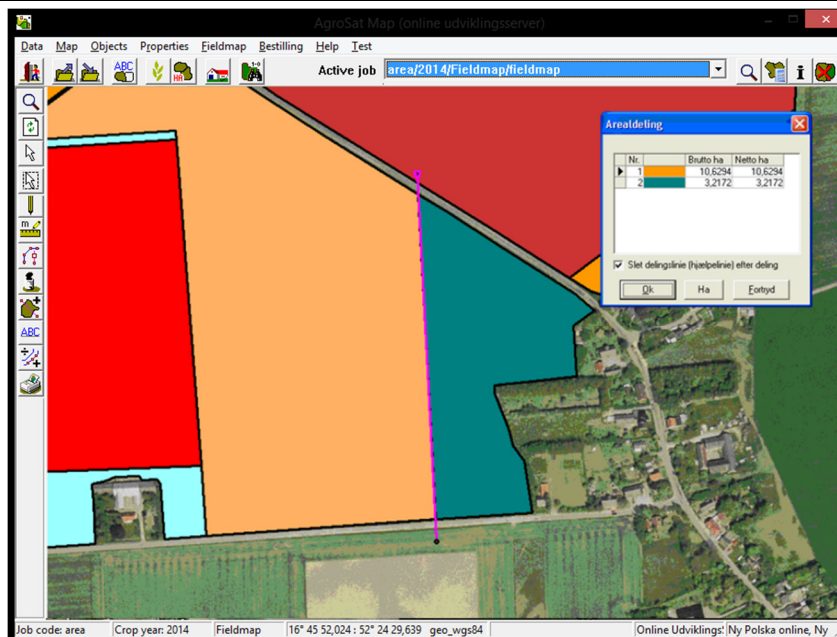 AgroSat Map (online udviklingsserver)
Data Map Objects Properties Fieldmap Bestilling Help Test
ABC HA 1-0 Active job area/2014/Fieldmap/fieldmap i
Arealdeling
Nr. Brutto ha Netto ha
1 10,6294 10,6294
2 3,2172 3,2172
Slet delingslinie (hjælpelinie) efter deling
Ok Ha Fortryd
m
ABC
Job code: area Crop year: 2014 Fieldmap 16° 45 52,024 : 52° 24 29,639 geo_wgs84 Online Udviklings: Ny Polska online, Ny